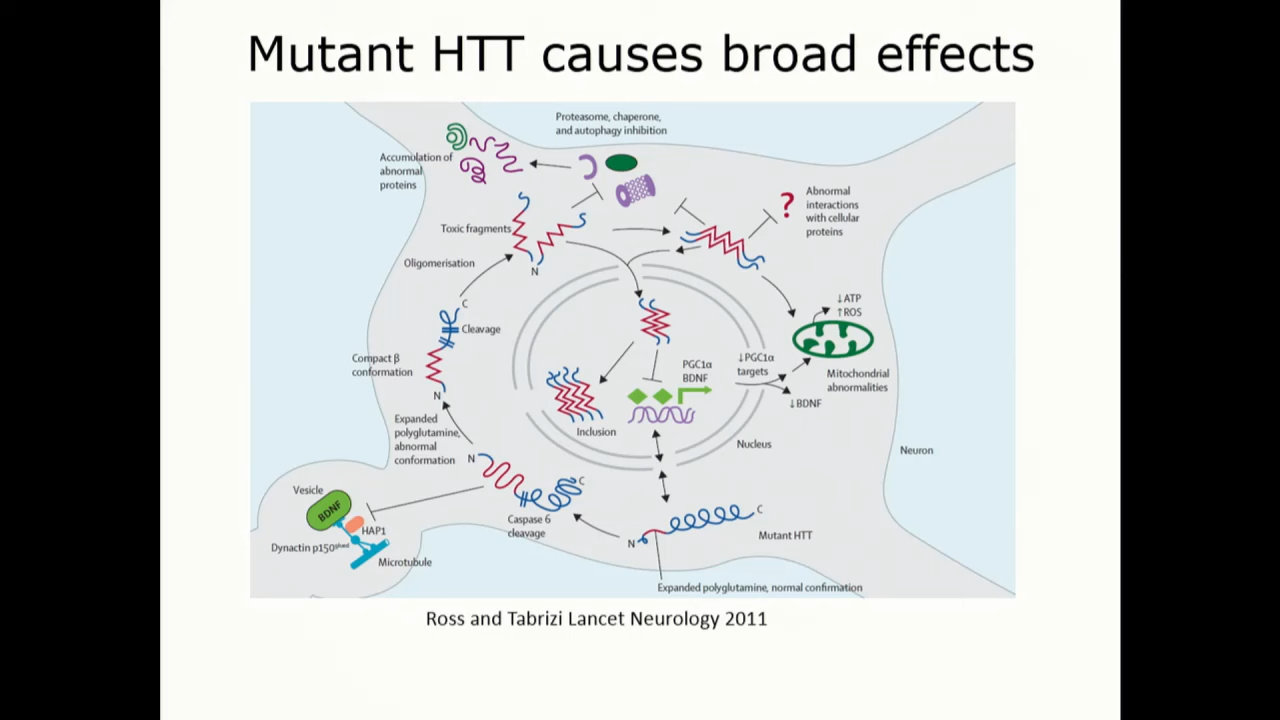 Mutant HTT causes broad effects
Proteasome, chaperone,
and autophagy inhibition
Accumulation of
abnormal
proteins
?
Abnormal
interactions
with cellular
proteins
Toxic fragments
N
Oligomerisation
C
Cleavage
↓ATP
↑ROS
Compact β
conformation
N
PGC1α
BDNF
↓PGC1α
targets
Mitochondrial
abnormalities
↓BDNF
Expanded
polyglutamine,
abnormal
conformation
Inclusion
Nucleus
Neuron
N
C
Vesicle
BDNF
HAP1
Dynactin p150glued
Microtubule
Caspase 6
cleavage
N
C
Mutant HTT
Expanded polyglutamine, normal confirmation
Ross and Tabrizi Lancet Neurology 2011